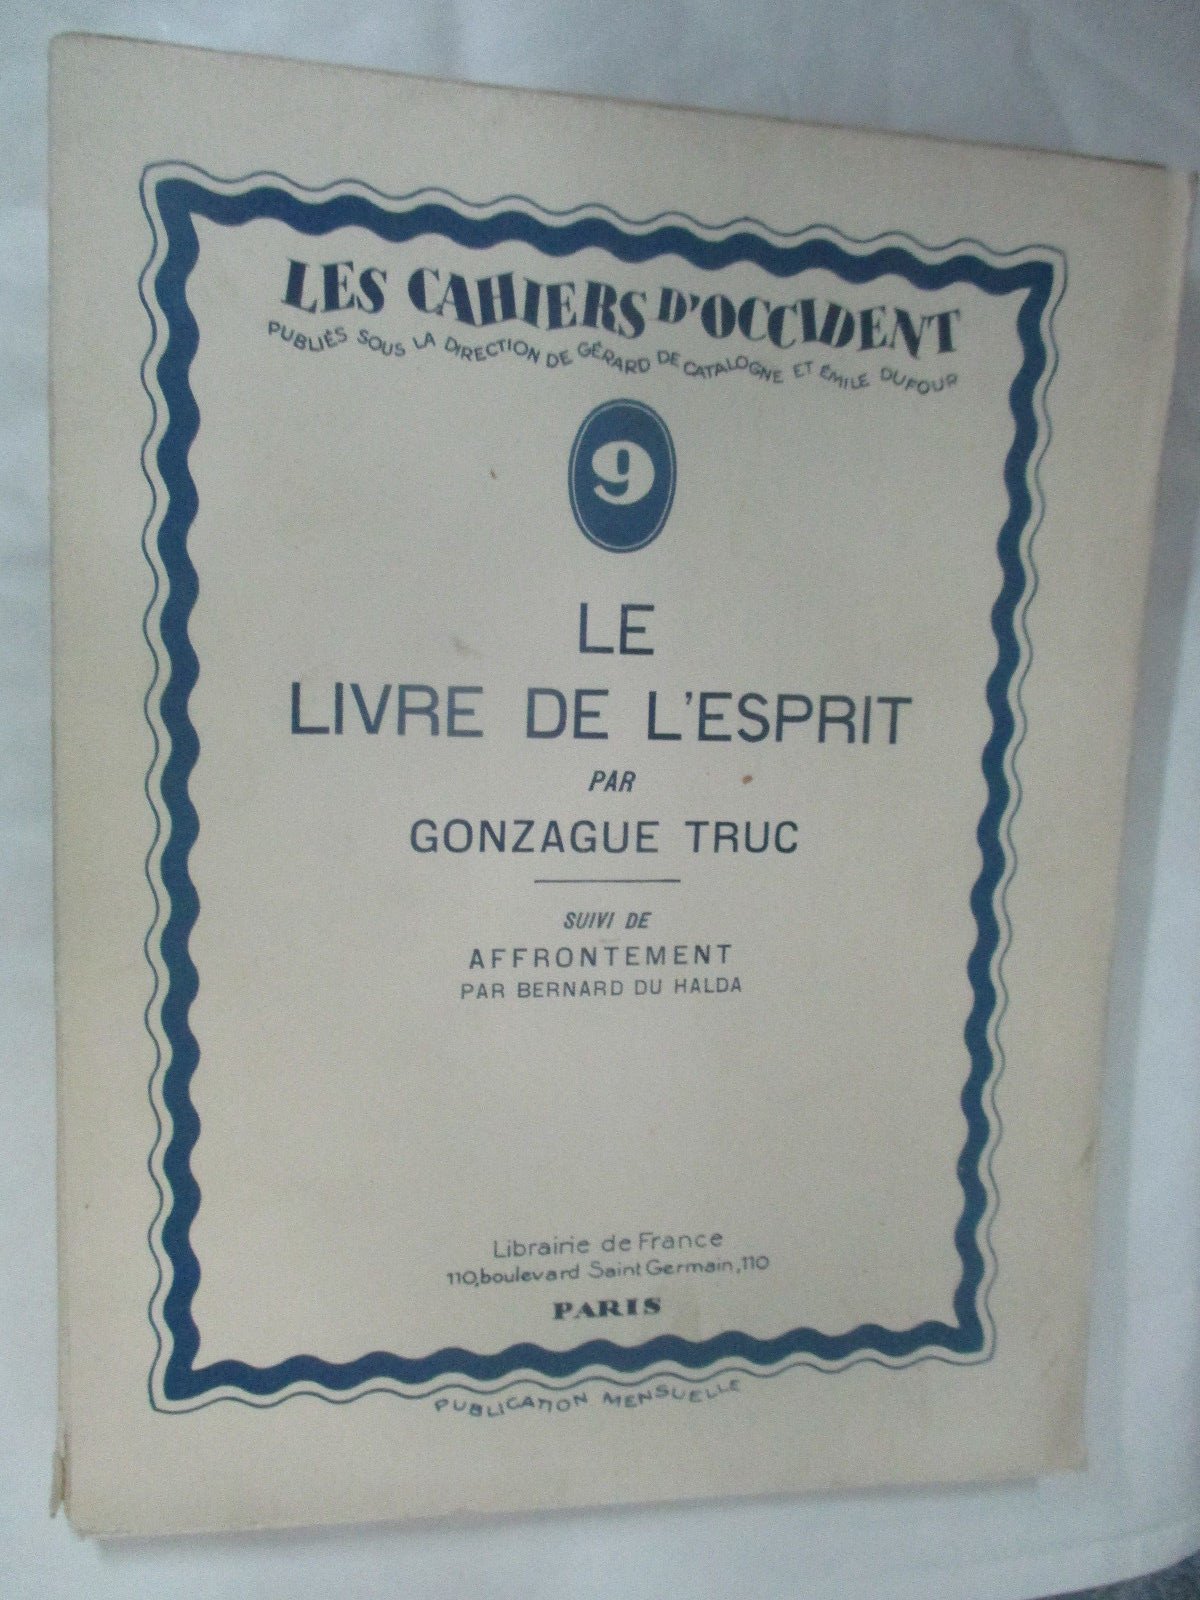 LES CAHIERS D'OCCIDENT
PUBLIÉS SOUS LA DIRECTION DE GÉRARD DE CATALOGNE ET ÉMILE DUFOUR
9
LE
LIVRE DE L'ESPRIT
PAR
GONZAGUE TRUC
SUIVI DE
AFFRONTEMENT
PAR BERNARD DU HALDA
Librairie de France
110, boulevard Saint Germain, 110
PARIS
PUBLICATION MENSUELLE